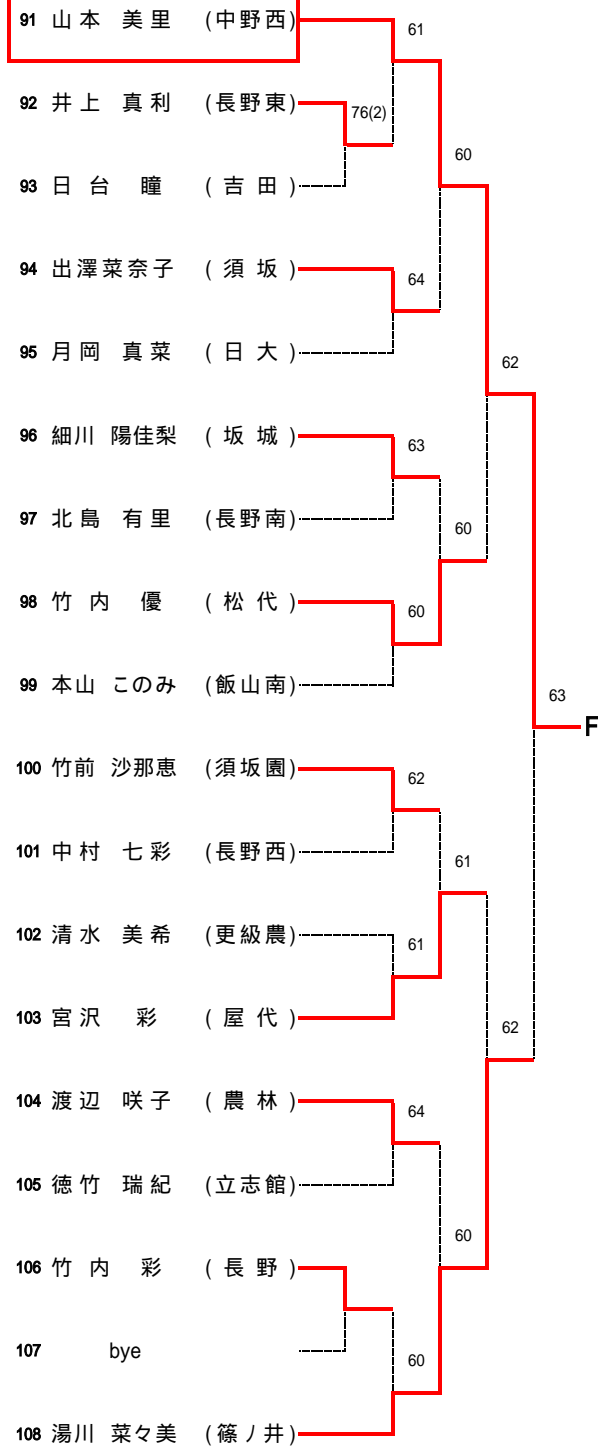 91 山本 美里 (中野西)
61
92 井上 真利 (長野東)
76(2)
60
93 日台 瞳 (吉田)
94 出澤菜奈子 (須坂)
64
95 月岡 真菜 (日大)
62
96 細川 陽佳梨 (坂城)
63
97 北島 有里 (長野南)
60
98 竹内 優 (松代)
60
99 本山 このみ (飯山南)
63
F
100 竹前 沙那恵 (須坂園)
62
101 中村 七彩 (長野西)
61
102 清水 美希 (更級農)
61
103 宮沢 彩 (屋代)
62
104 渡辺 咲子 (農林)
64
105 徳竹 瑞紀 (立志館)
60
106 竹内 彩 (長野)
107 bye
60
108 湯川 菜々美 (篠ノ井)